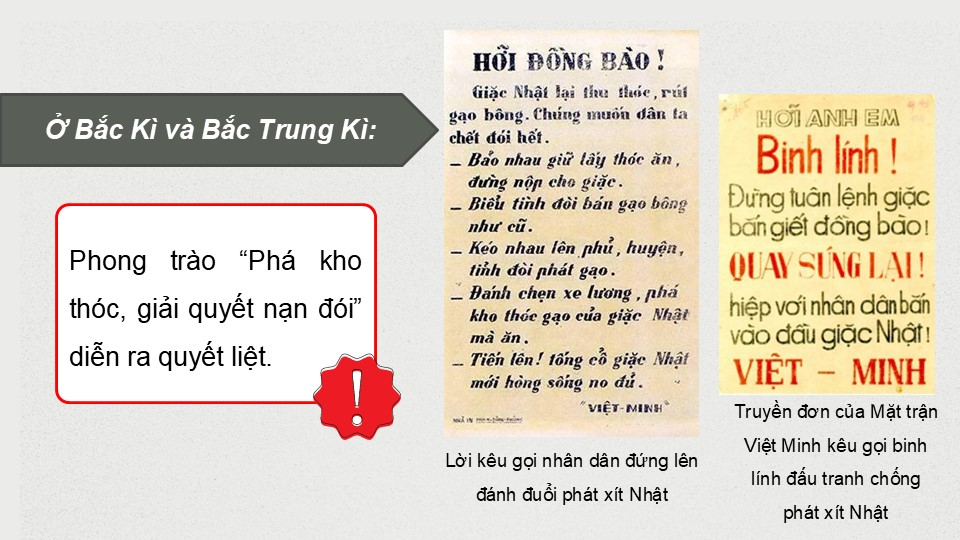 Ở Bắc Kì và Bắc Trung Kì:
Phong trào “Phá kho
thóc, giải quyết nạn đói”
diễn ra quyết liệt.
HỠI ĐỒNG BÀO !
Giặc Nhật lại thu thóc, rút
gạo bông. Chúng muốn dân ta
chết đói hết.
– Bảo nhau giữ lấy thóc ăn,
đừng nộp cho giặc.
– Biểu tình đòi bán gạo bông
như cũ.
– Kéo nhau lên phủ, huyện,
tỉnh đòi phát gạo.
– Đánh chẹn xe lương, phá
kho thóc gạo của giặc Nhật
mà ăn.
– Tiến lên! tống cổ giặc Nhật
mới hòng sống no đủ.
"VIỆT-MINH"
NHÀ IN
Lời kêu gọi nhân dân đứng lên
đánh đuổi phát xít Nhật
HỠI ANH EM
Binh lính !
Đừng tuân lệnh giặc
bắn giết đồng bào!
QUAY SÚNG LẠI!
hiệp với nhân dân bắn
vào đầu giặc Nhật!
VIỆT – MINH
Truyền đơn của Mặt trận
Việt Minh kêu gọi binh
lính đấu tranh chống
phát xít Nhật